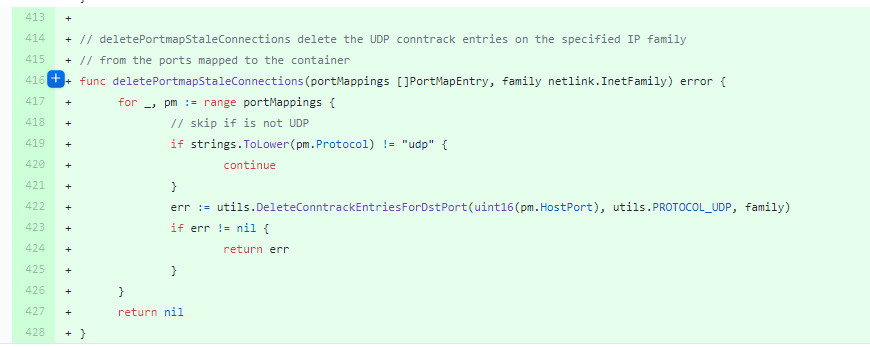 413 +
414 + // deletePortmapStaleConnections delete the UDP conntrack entries on the specified IP family
415 + // from the ports mapped to the container
416 + func deletePortmapStaleConnections(portMappings []PortMapEntry, family netlink.InetFamily) error {
417 + for _, pm := range portMappings {
418 + // skip if is not UDP
419 + if strings.ToLower(pm.Protocol) != "udp" {
420 + continue
421 + }
422 + err := utils.DeleteConntrackEntriesForDstPort(uint16(pm.HostPort), utils.PROTOCOL_UDP, family)
423 + if err != nil {
424 + return err
425 + }
426 + }
427 + return nil
428 + }